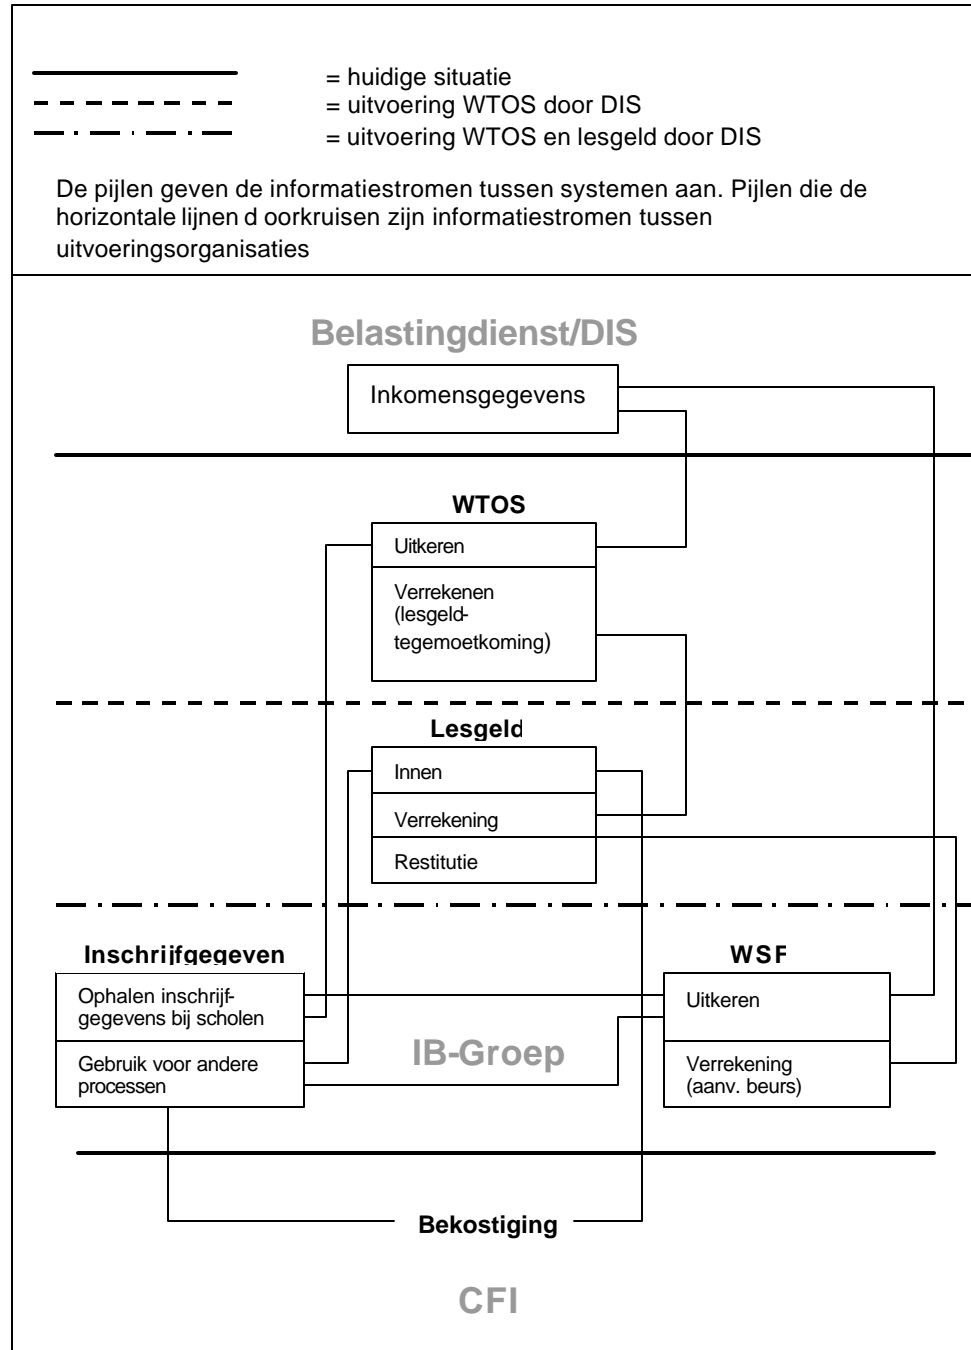 = huidige situatie
= uitvoering WTOS door DIS
= uitvoering WTOS en lesgeld door DIS
De pijlen geven de informatiestromen tussen systemen aan. Pijlen die de
horizontale lijnen d oorkruisen zijn informatiestromen tussen
uitvoeringsorganisaties
Belastingdienst/DIS
Inkomensgegevens
WTOS
Uitkeren
Verrekenen
(lesgeld-
tegemoetkoming)
Lesgeld
Innen
Verrekening
Restitutie
Inschrijfgegeven
Ophalen inschrijf-
gegevens bij scholen
Gebruik voor andere
processen
IB-Groep
WSF
Uitkeren
Verrekening
(aanv. beurs)
Bekostiging
CFI